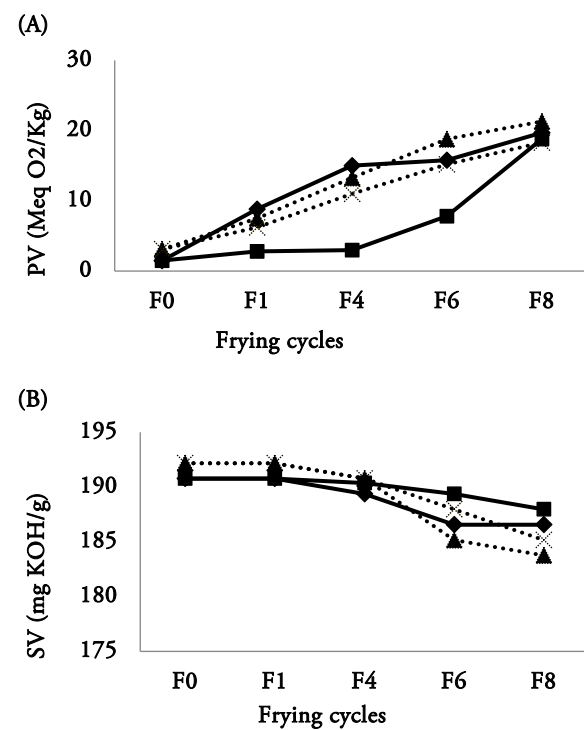 (A)
PV (Meq O2/Kg)
30
20
10
0
F0 F1 F4 F6 F8
Frying cycles
(B)
SV (mg KOH/g)
195
190
185
180
175
F0 F1 F4 F6 F8
Frying cycles